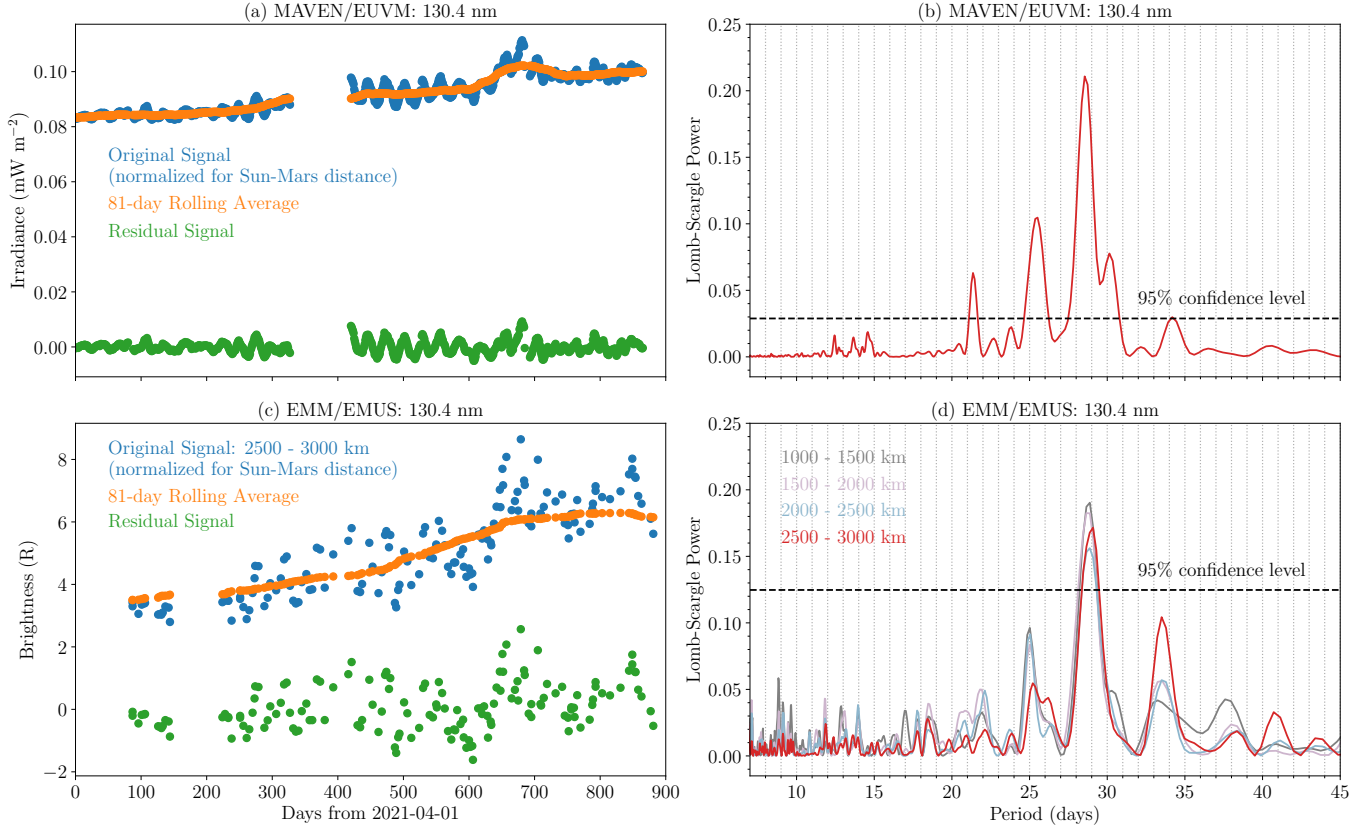 (a) MAVEN/EUVM: 130.4 nm
Irradiance (mW m−2)
0.10
0.08
0.06
0.04
0.02
0.00
Original Signal
(normalized for Sun-Mars distance)
81-day Rolling Average
Residual Signal
(b) MAVEN/EUVM: 130.4 nm
Lomb-Scargle Power
0.25
0.20
0.15
0.10
0.05
0.00
95% confidence level
(c) EMM/EMUS: 130.4 nm
Brightness (R)
8
6
4
2
0
−2
Original Signal: 2500 - 3000 km
(normalized for Sun-Mars distance)
81-day Rolling Average
Residual Signal
0 100 200 300 400 500 600 700 800 900
Days from 2021-04-01
(d) EMM/EMUS: 130.4 nm
Lomb-Scargle Power
0.25
0.20
0.15
0.10
0.05
0.00
1000 - 1500 km
1500 - 2000 km
2000 - 2500 km
2500 - 3000 km
95% confidence level
10 15 20 25 30 35 40 45
Period (days)